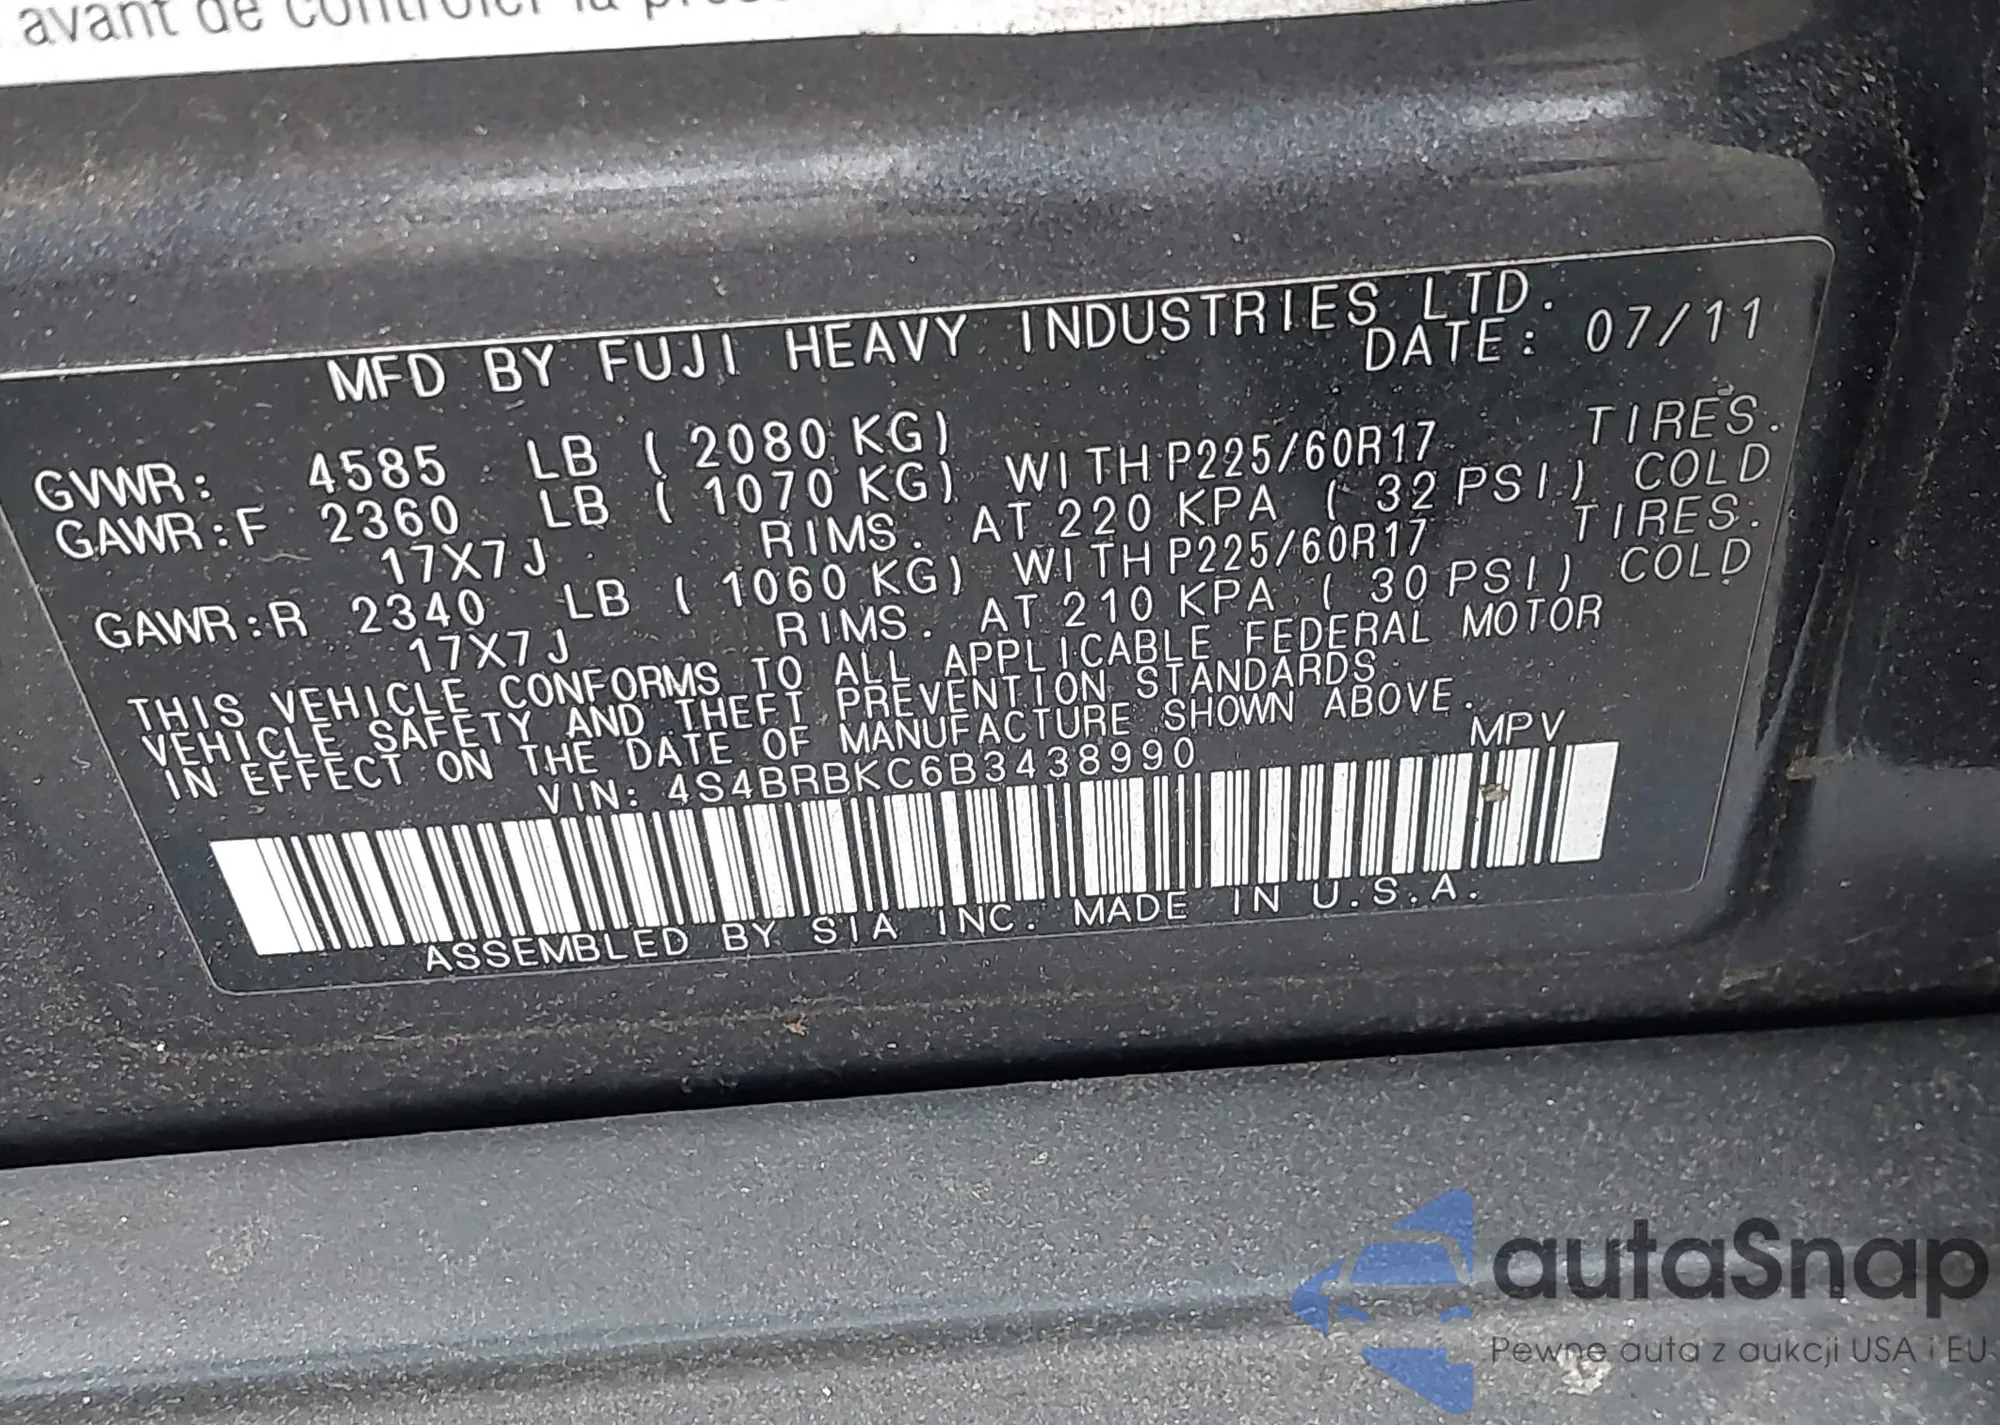 avant de contrôler la pres
MFD BY FUJI HEAVY INDUSTRIES LTD.
DATE: 07/11
GVWR: 4585 LB ( 2080 KG)
GAWR:F 2360 LB ( 1070 KG) WITH P225/60R17 TIRES.
17X7J RIMS. AT 220 KPA ( 32 PSI) COLD
GAWR:R 2340 LB ( 1060 KG) WITH P225/60R17 TIRES.
17X7J RIMS. AT 210 KPA ( 30 PSI) COLD
THIS VEHICLE CONFORMS TO ALL APPLICABLE FEDERAL MOTOR
VEHICLE SAFETY AND THEFT PREVENTION STANDARDS
IN EFFECT ON THE DATE OF MANUFACTURE SHOWN ABOVE.
VIN: 4S4BRBKC6B3438990 MPV
ASSEMBLED BY SIA INC. MADE IN U.S.A.
autaSnap
Pewne auta z aukcji USA i EU